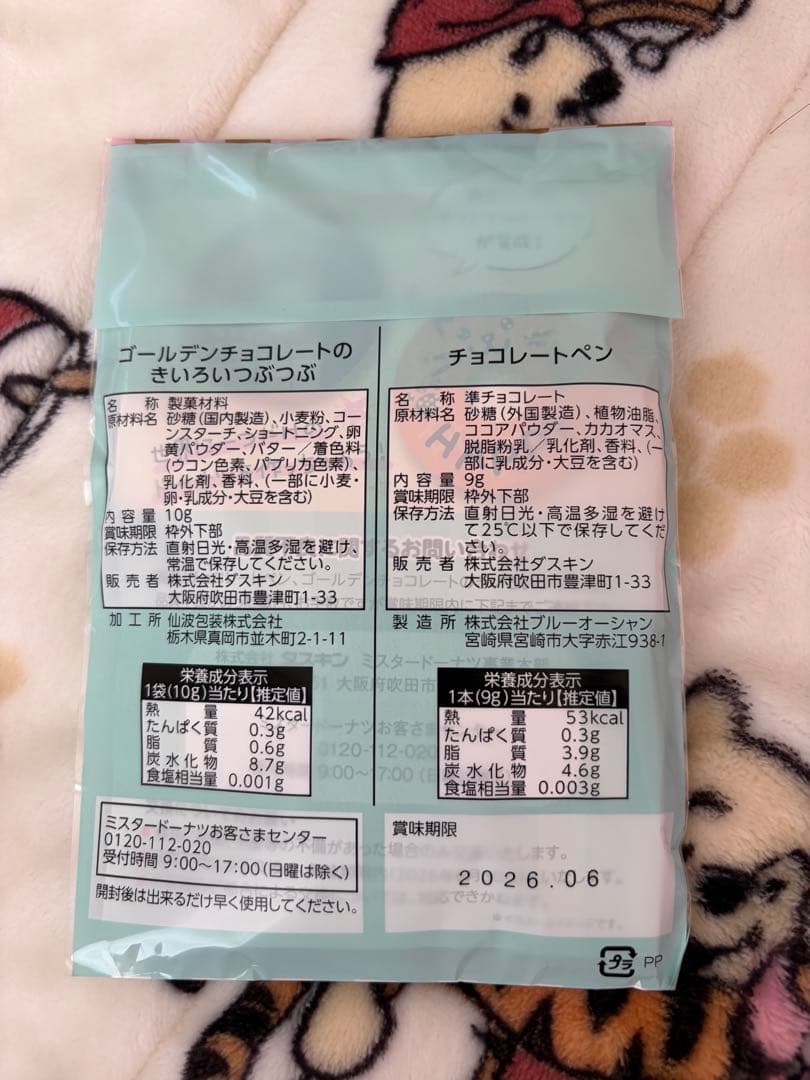 ゴールデンチョコレートの
きいろいつぶつぶ
名称 製菓材料
原材料名 砂糖(国内製造)、小麦粉、コー
ンスターチ、ショートニング、卵
黄パウダー、バター／着色料
(ウコン色素、パプリカ色素)、
乳化剤、香料、(一部に小麦・
卵・乳成分・大豆を含む)
内容量 10g
賞味期限 枠外下部
保存方法 直射日光・高温多湿を避け、
常温で保存してください。
販売者 株式会社ダスキン
大阪府吹田市豊津町1-33
加工所 仙波包装株式会社
栃木県真岡市並木町2-1-11
栄養成分表示
1袋(10g)当たり【推定値】
熱量 42kcal
たんぱく質 0.3g
脂質 0.6g
炭水化物 8.7g
食塩相当量 0.001g
ミスタードーナツお客さまセンター
0120-112-020
受付時間 9:00〜17:00(日曜は除く)
開封後は出来るだけ早く使用してください。
チョコレートペン
名称 準チョコレート
原材料名 砂糖(外国製造)、植物油脂、
ココアパウダー、カカオマス、
脱脂粉乳／乳化剤、香料、(一
部に乳成分・大豆を含む)
内容量 9g
賞味期限 枠外下部
保存方法 直射日光・高温多湿を避け
て25℃以下で保存してくだ
さい。
販売者 株式会社ダスキン
大阪府吹田市豊津町1-33
製造所 株式会社ブルーオーシャン
宮崎県宮崎市大字赤江938-1
栄養成分表示
1本(9g)当たり【推定値】
熱量 53kcal
たんぱく質 0.3g
脂質 3.9g
炭水化物 4.6g
食塩相当量 0.003g
賞味期限
2026.06
プラ PP